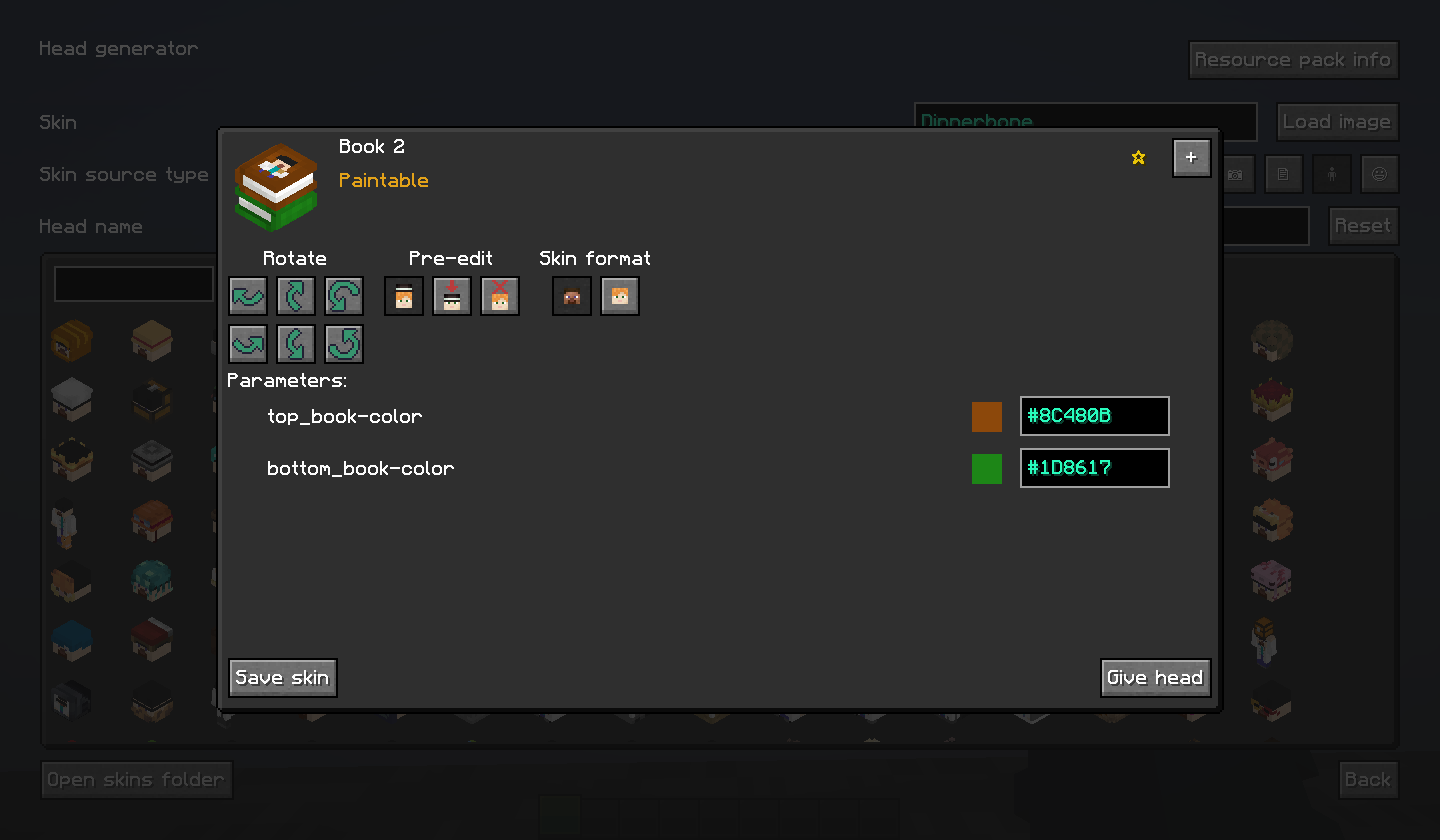 Head generator
Resource pack info
Skin
Dinnerbone
Load image
Skin source type
Head name
Reset
Book 2
Paintable
+
Rotate
Pre-edit
Skin format
Parameters:
top_book-color
#8C480B
bottom_book-color
#1D8617
Save skin
Give head
Open skins folder
Back